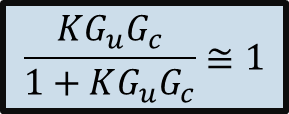 KG_uG_c / 1 + KG_uG_c ≅ 1